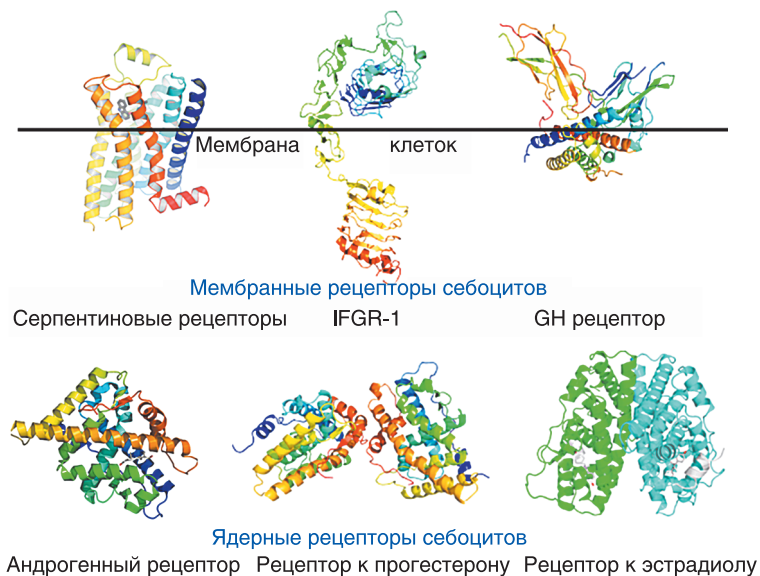 Мембрана клеток
Мембранные рецепторы себоцитов
Серпентиновые рецепторы IFGR-1 GH рецептор
Ядерные рецепторы себоцитов
Андрогенный рецептор Рецептор к прогестерону Рецептор к эстрадиолу